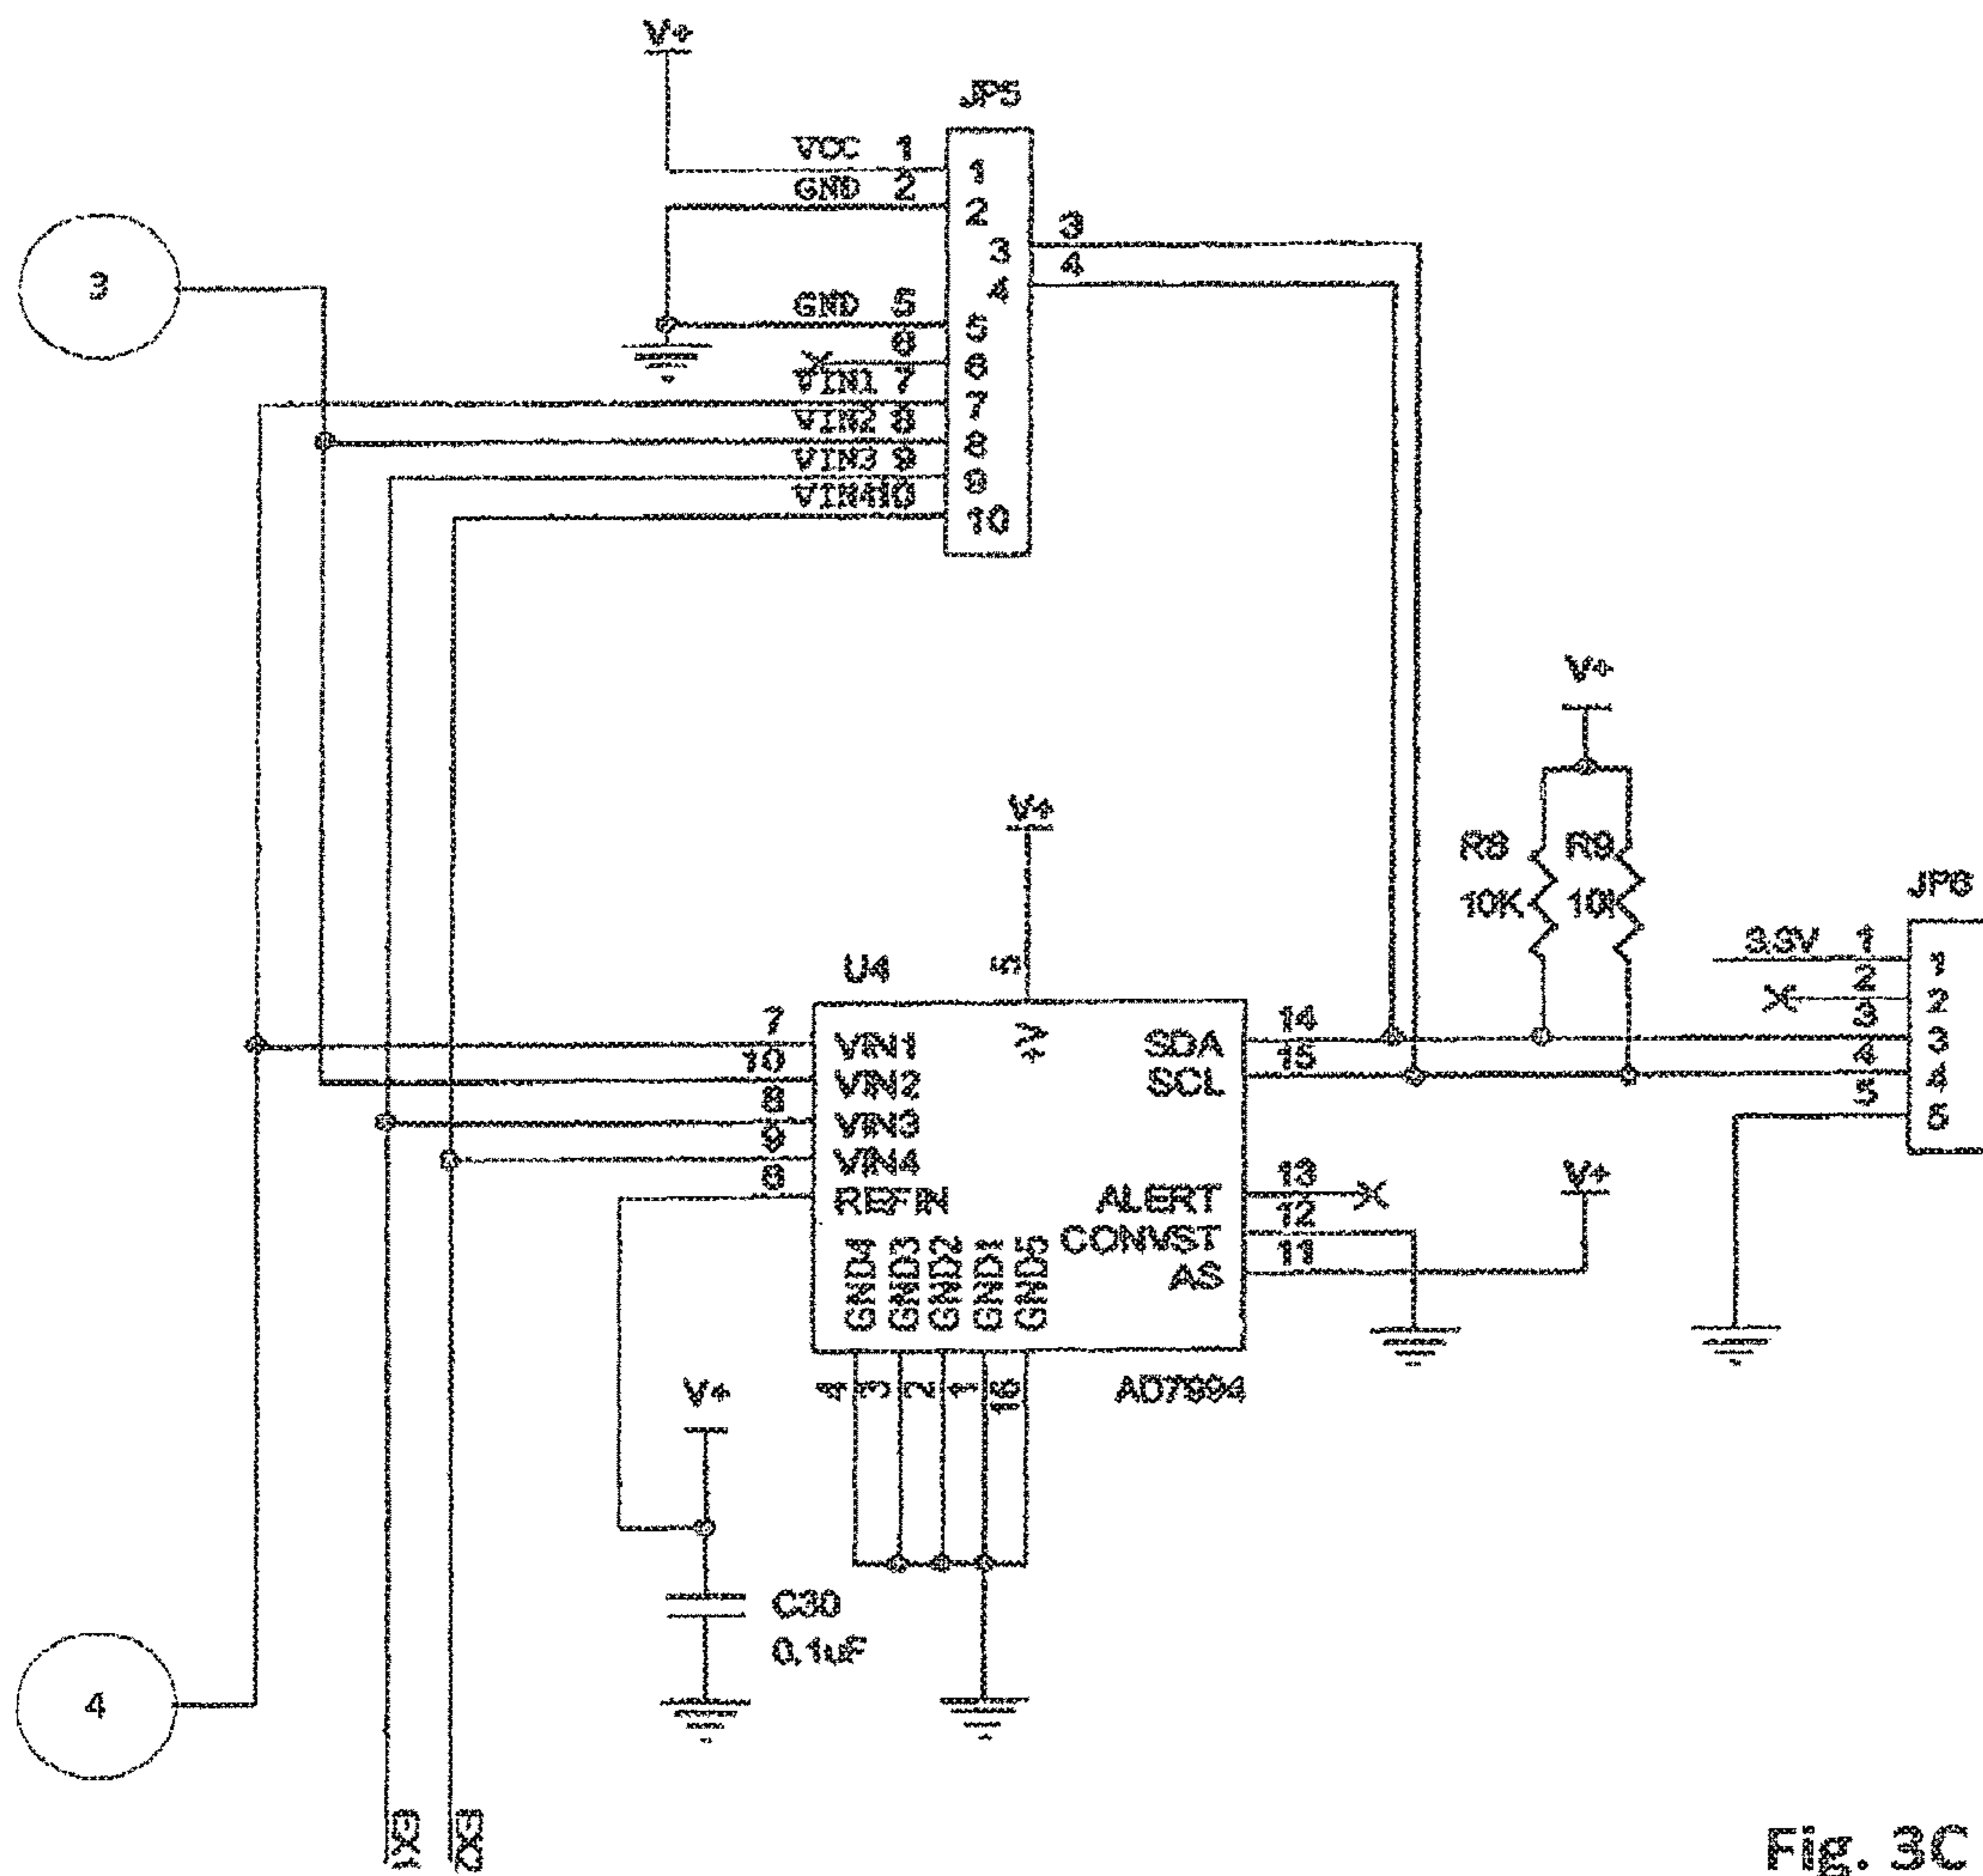 V+
JP5
VCC 1
GND 2
1
2
3
4
5
6
7
8
9
10
3
4
GND 5
6
VIN1 7
VIN2 8
VIN3 9
VIN4 10
3
V+
R8
10K
R9
V+
JP6
3.3V 1
2
3
4
5
1
2
3
4
5
U4
5
+V
7
10
8
9
6
VIN1
VIN2
VIN3
VIN4
REFIN
SDA
SCL
14
15
ALERT
CONVST
AS
13
12
11
V+
GND4
GND3
GND2
GND1
GND5
4
3
2
1
16
AD7994
V+
C30
0.1uF
4
Fig. 3C